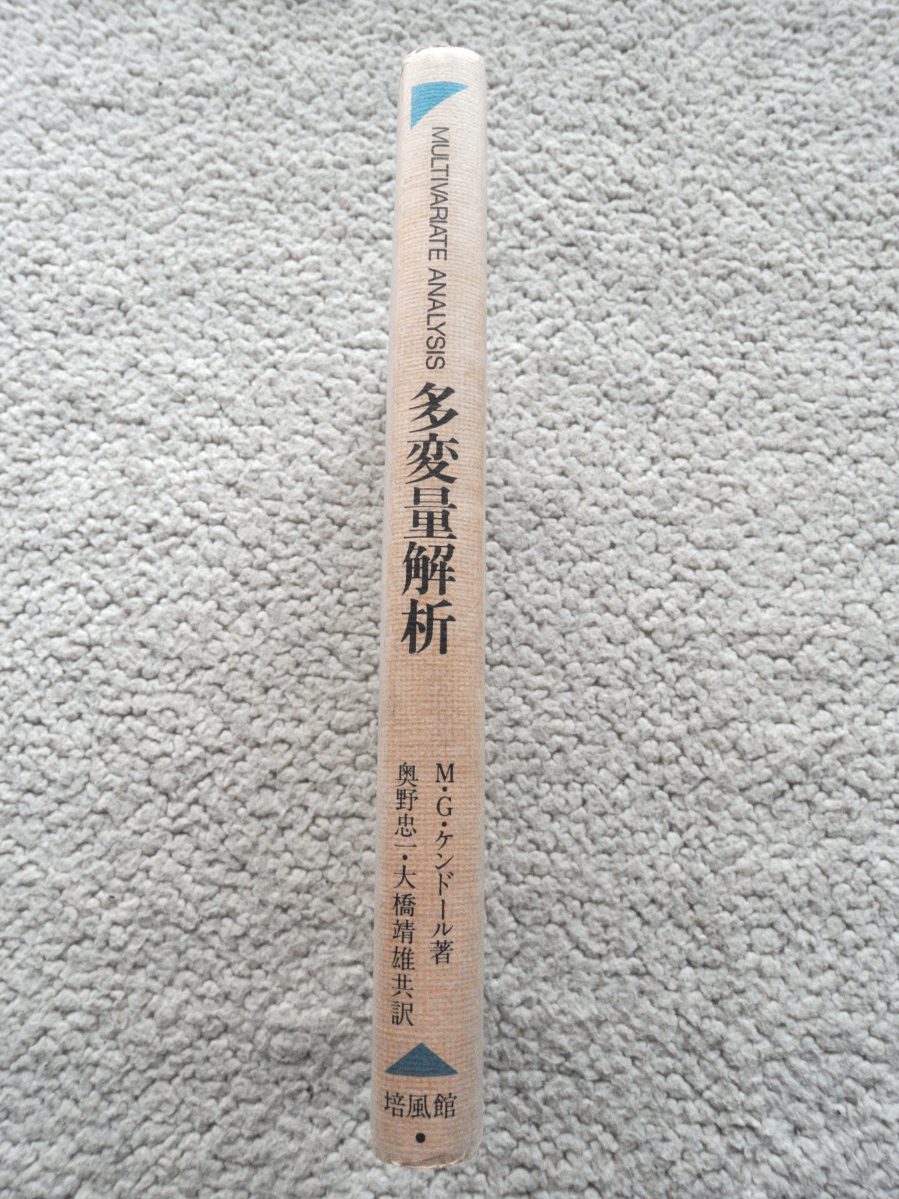 MULTIVARIATE ANALYSIS
多変量解析
M・G・ケンドール著
奥野忠一・大橋靖雄共訳
培風館